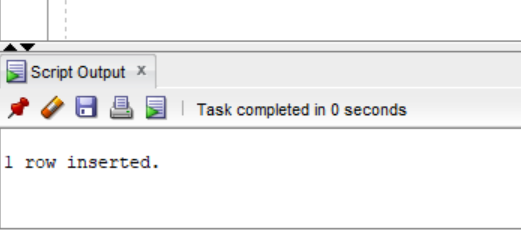 Script Output x
Task completed in 0 seconds
1 row inserted.